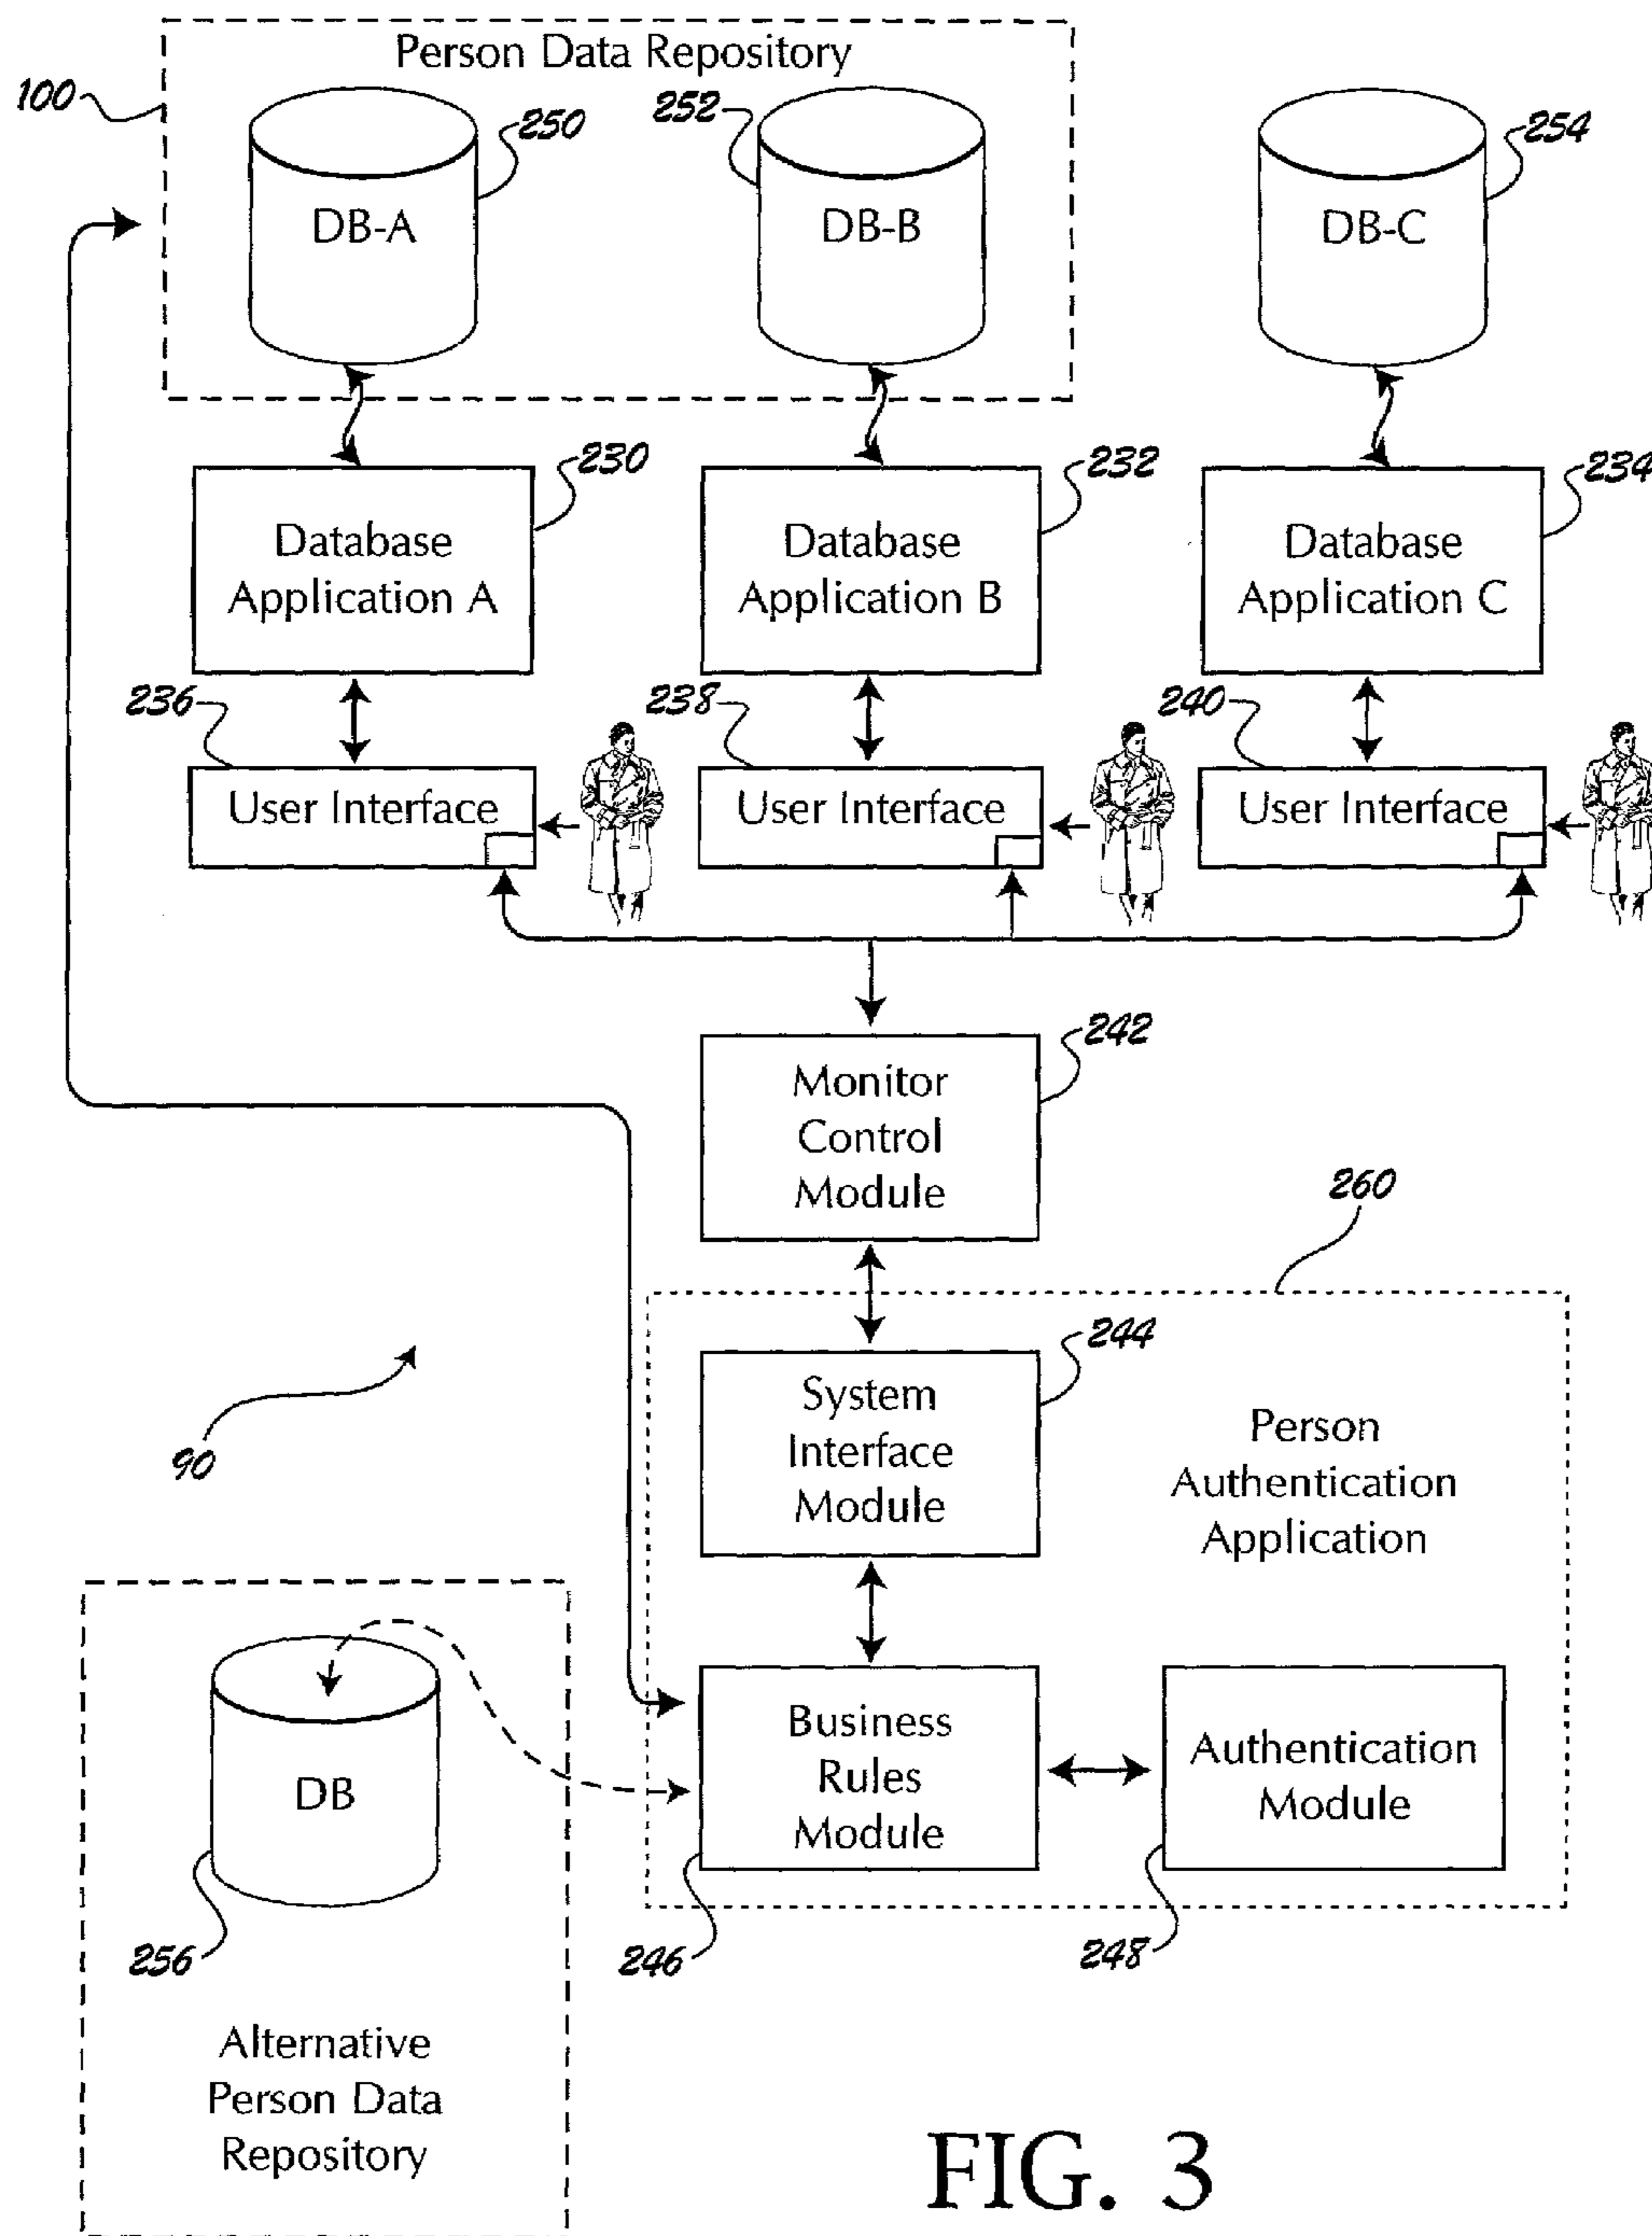 Person Data Repository
100
250
252
254
DB-A
DB-B
DB-C
230
232
234
Database
Application A
Database
Application B
Database
Application C
236
238
240
User Interface
User Interface
User Interface
242
Monitor
Control
Module
260
244
System
Interface
Module
Person
Authentication
Application
90
Business
Rules
Module
Authentication
Module
DB
256
246
248
Alternative
Person Data
Repository
FIG. 3